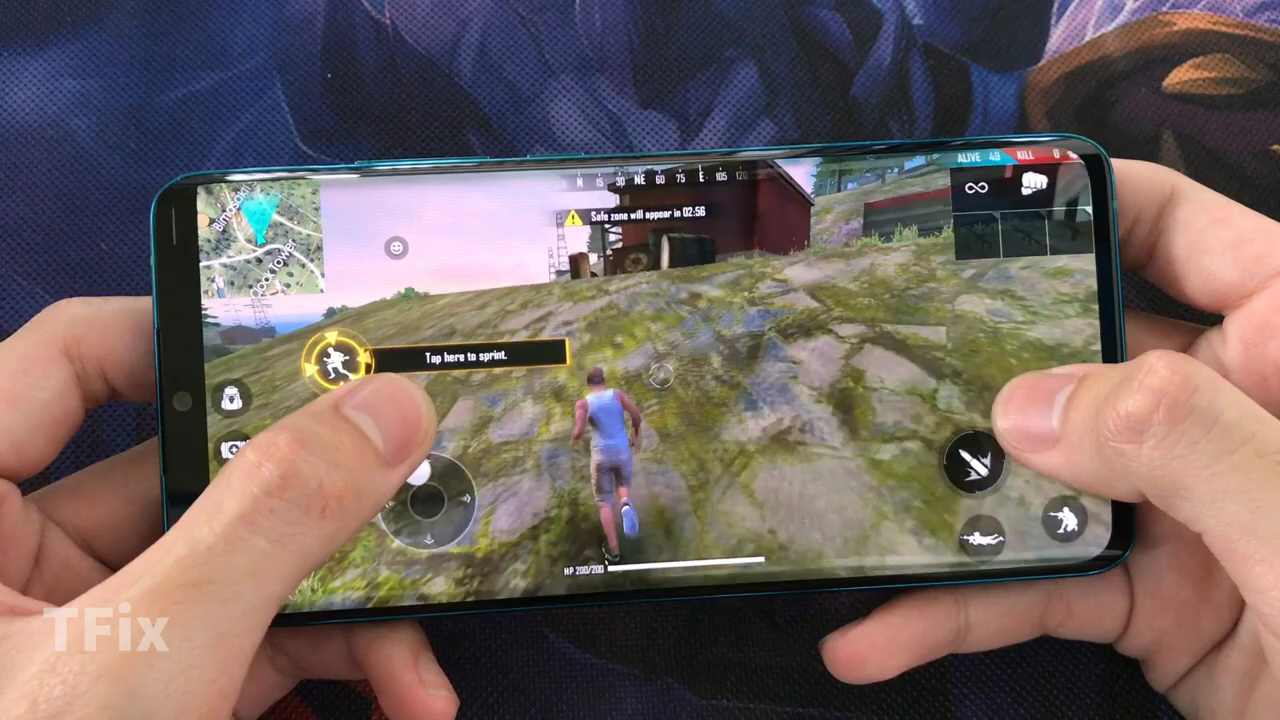 N 15 30 NE 60 75 E 105 120
ALIVE 49 KILL 0
Bimasakti
Clock Tower
Safe zone will appear in 02:56
Tap here to sprint.
HP 200/200
TFix